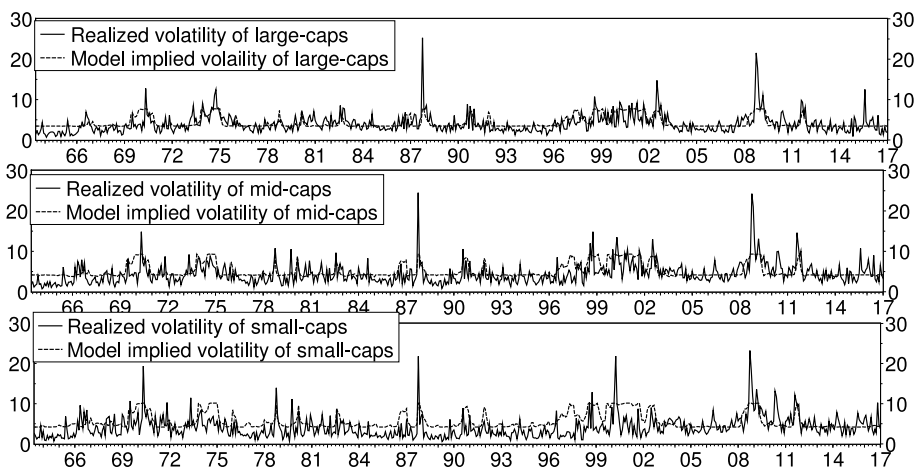 30 30
Realized volatility of large-caps
Model implied volaility of large-caps
20 20
10 10
0 0
66 69 72 75 78 81 84 87 90 93 96 99 02 05 08 11 14 17
30 30
Realized volatility of mid-caps
Model implied volatility of mid-caps
20 20
10 10
0 0
66 69 72 75 78 81 84 87 90 93 96 99 02 05 08 11 14 17
30 30
Realized volatility of small-caps
Model implied volatility of small-caps
20 20
10 10
0 0
66 69 72 75 78 81 84 87 90 93 96 99 02 05 08 11 14 17